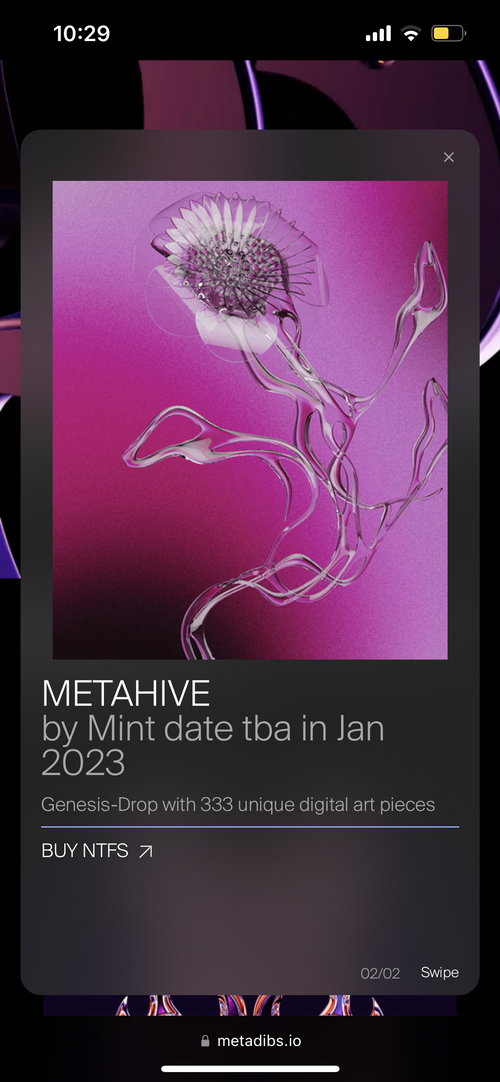 10:29
METAHIVE
by Mint date tba in Jan
2023
Genesis-Drop with 333 unique digital art pieces
BUY NTFS ↗
02/02 Swipe
metadibs.io